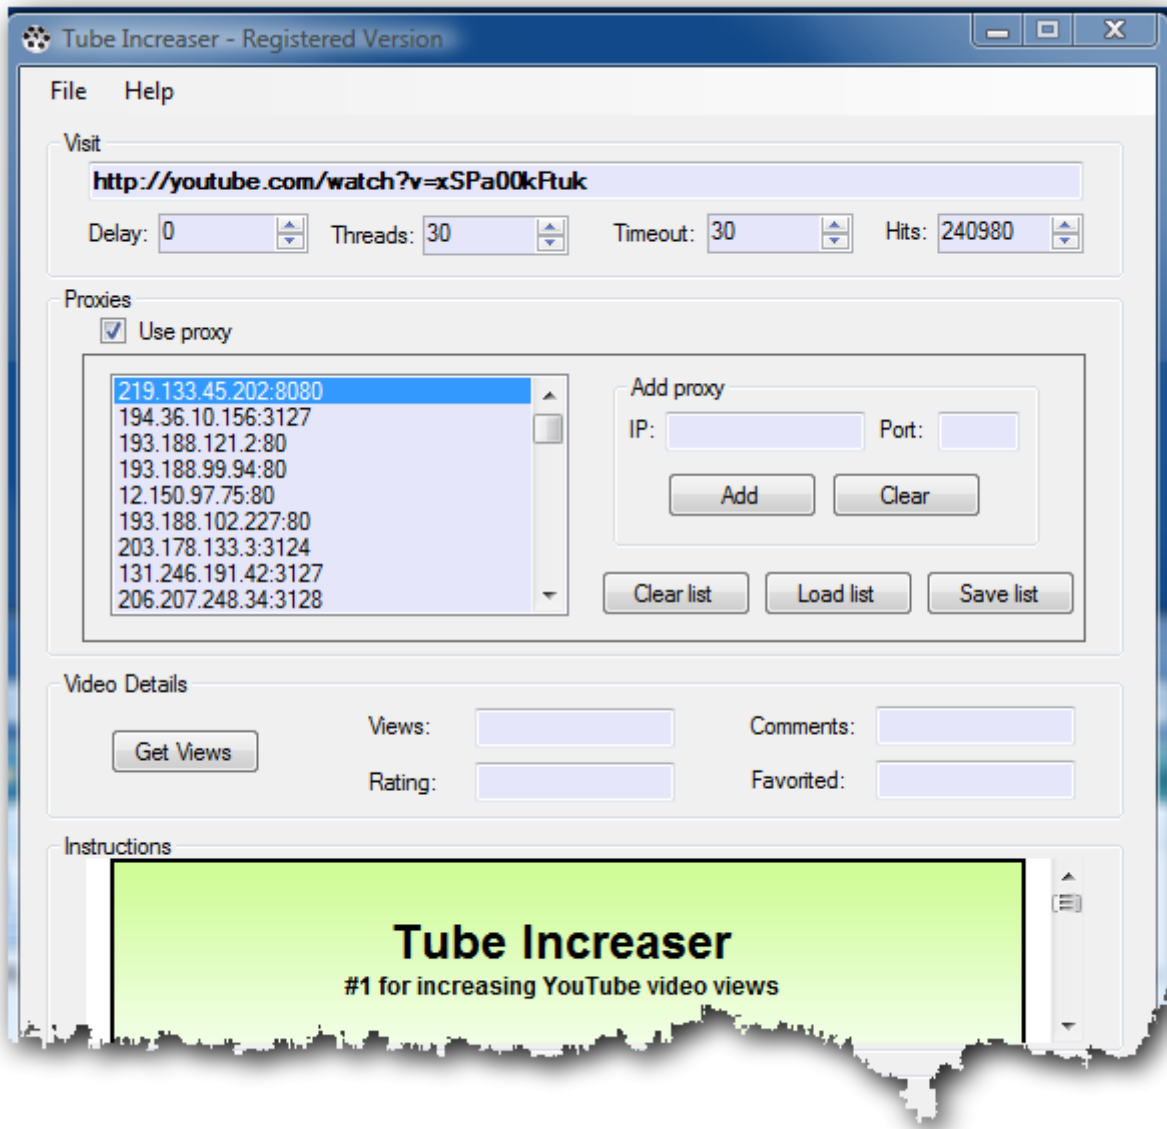 Tube Increaser - Registered Version
File Help
Visit
http://youtube.com/watch?v=xSPa00kFtuk
Delay: 0 Threads: 30 Timeout: 30 Hits: 240980
Proxies
Use proxy
219.133.45.202:8080
194.36.10.156:3127
193.188.121.2:80
193.188.99.94:80
12.150.97.75:80
193.188.102.227:80
203.178.133.3:3124
131.246.191.42:3127
206.207.248.34:3128
Add proxy
IP: Port:
Add Clear
Clear list Load list Save list
Video Details
Get Views
Views: Comments:
Rating: Favorited:
Instructions
Tube Increaser
#1 for increasing YouTube video views